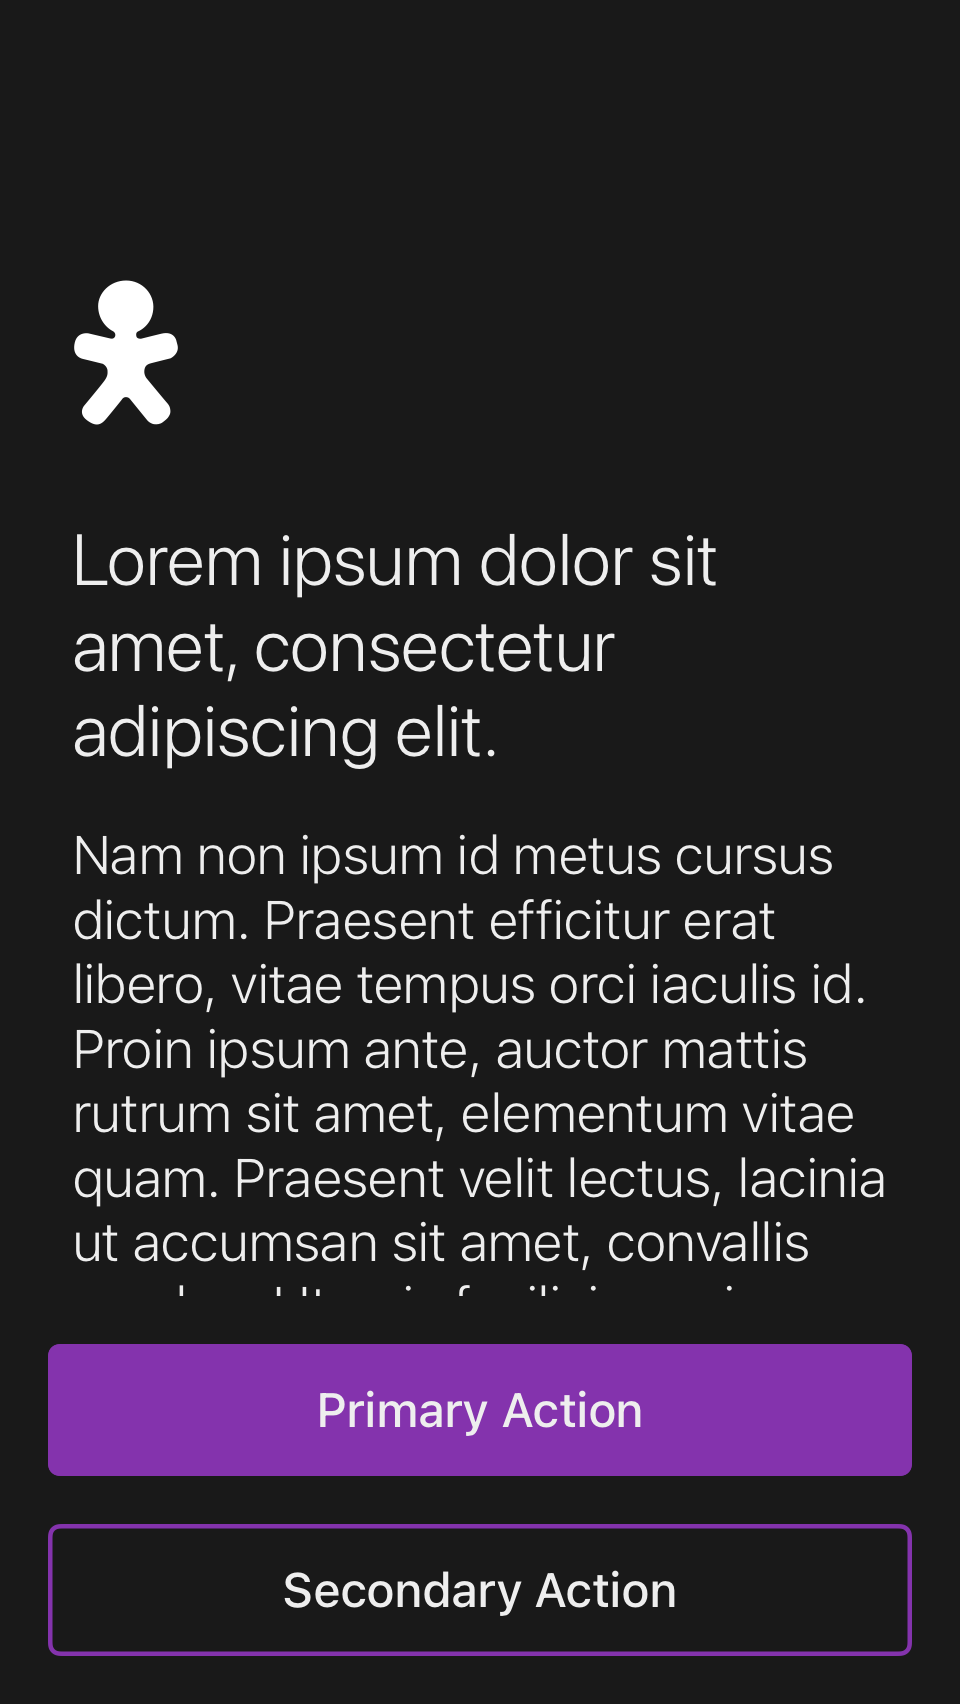 Lorem ipsum dolor sit
amet, consectetur
adipiscing elit.
Nam non ipsum id metus cursus
dictum. Praesent efficitur erat
libero, vitae tempus orci iaculis id.
Proin ipsum ante, auctor mattis
rutrum sit amet, elementum vitae
quam. Praesent velit lectus, lacinia
ut accumsan sit amet, convallis
Primary Action
Secondary Action